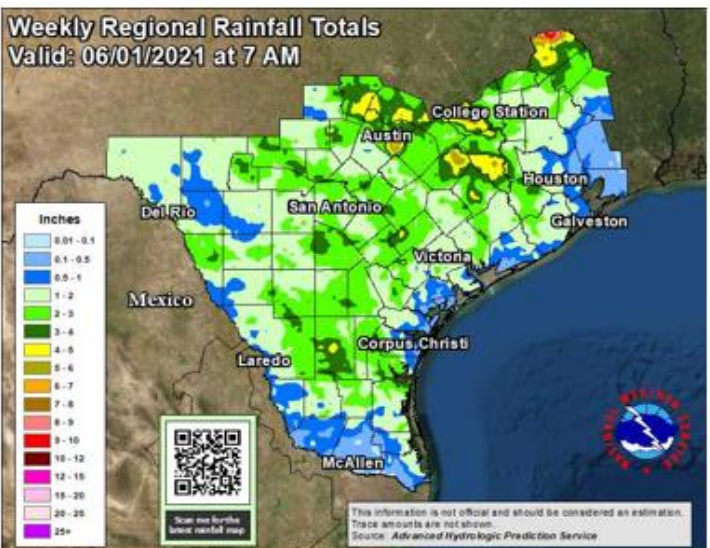 Weekly Regional Rainfall Totals
Valid: 06/01/2021 at 7 AM
College Station
Austin
Houston
Del Rio
San Antonio
Galveston
Victoria
Mexico
Corpus Christi
Laredo
McAllen
Inches
0.01 - 0.1
0.1 - 0.5
0.5 - 1
1 - 2
2 - 3
3 - 4
4 - 5
5 - 6
6 - 7
7 - 8
8 - 9
9 - 10
10 - 12
12 - 15
15 - 20
20 - 25
25+
Scan me for the
latest rainfall map
NATIONAL WEATHER SERVICE
This information is not official and should be considered an estimation.
Trace amounts are not shown.
Source: Advanced Hydrologic Prediction Service